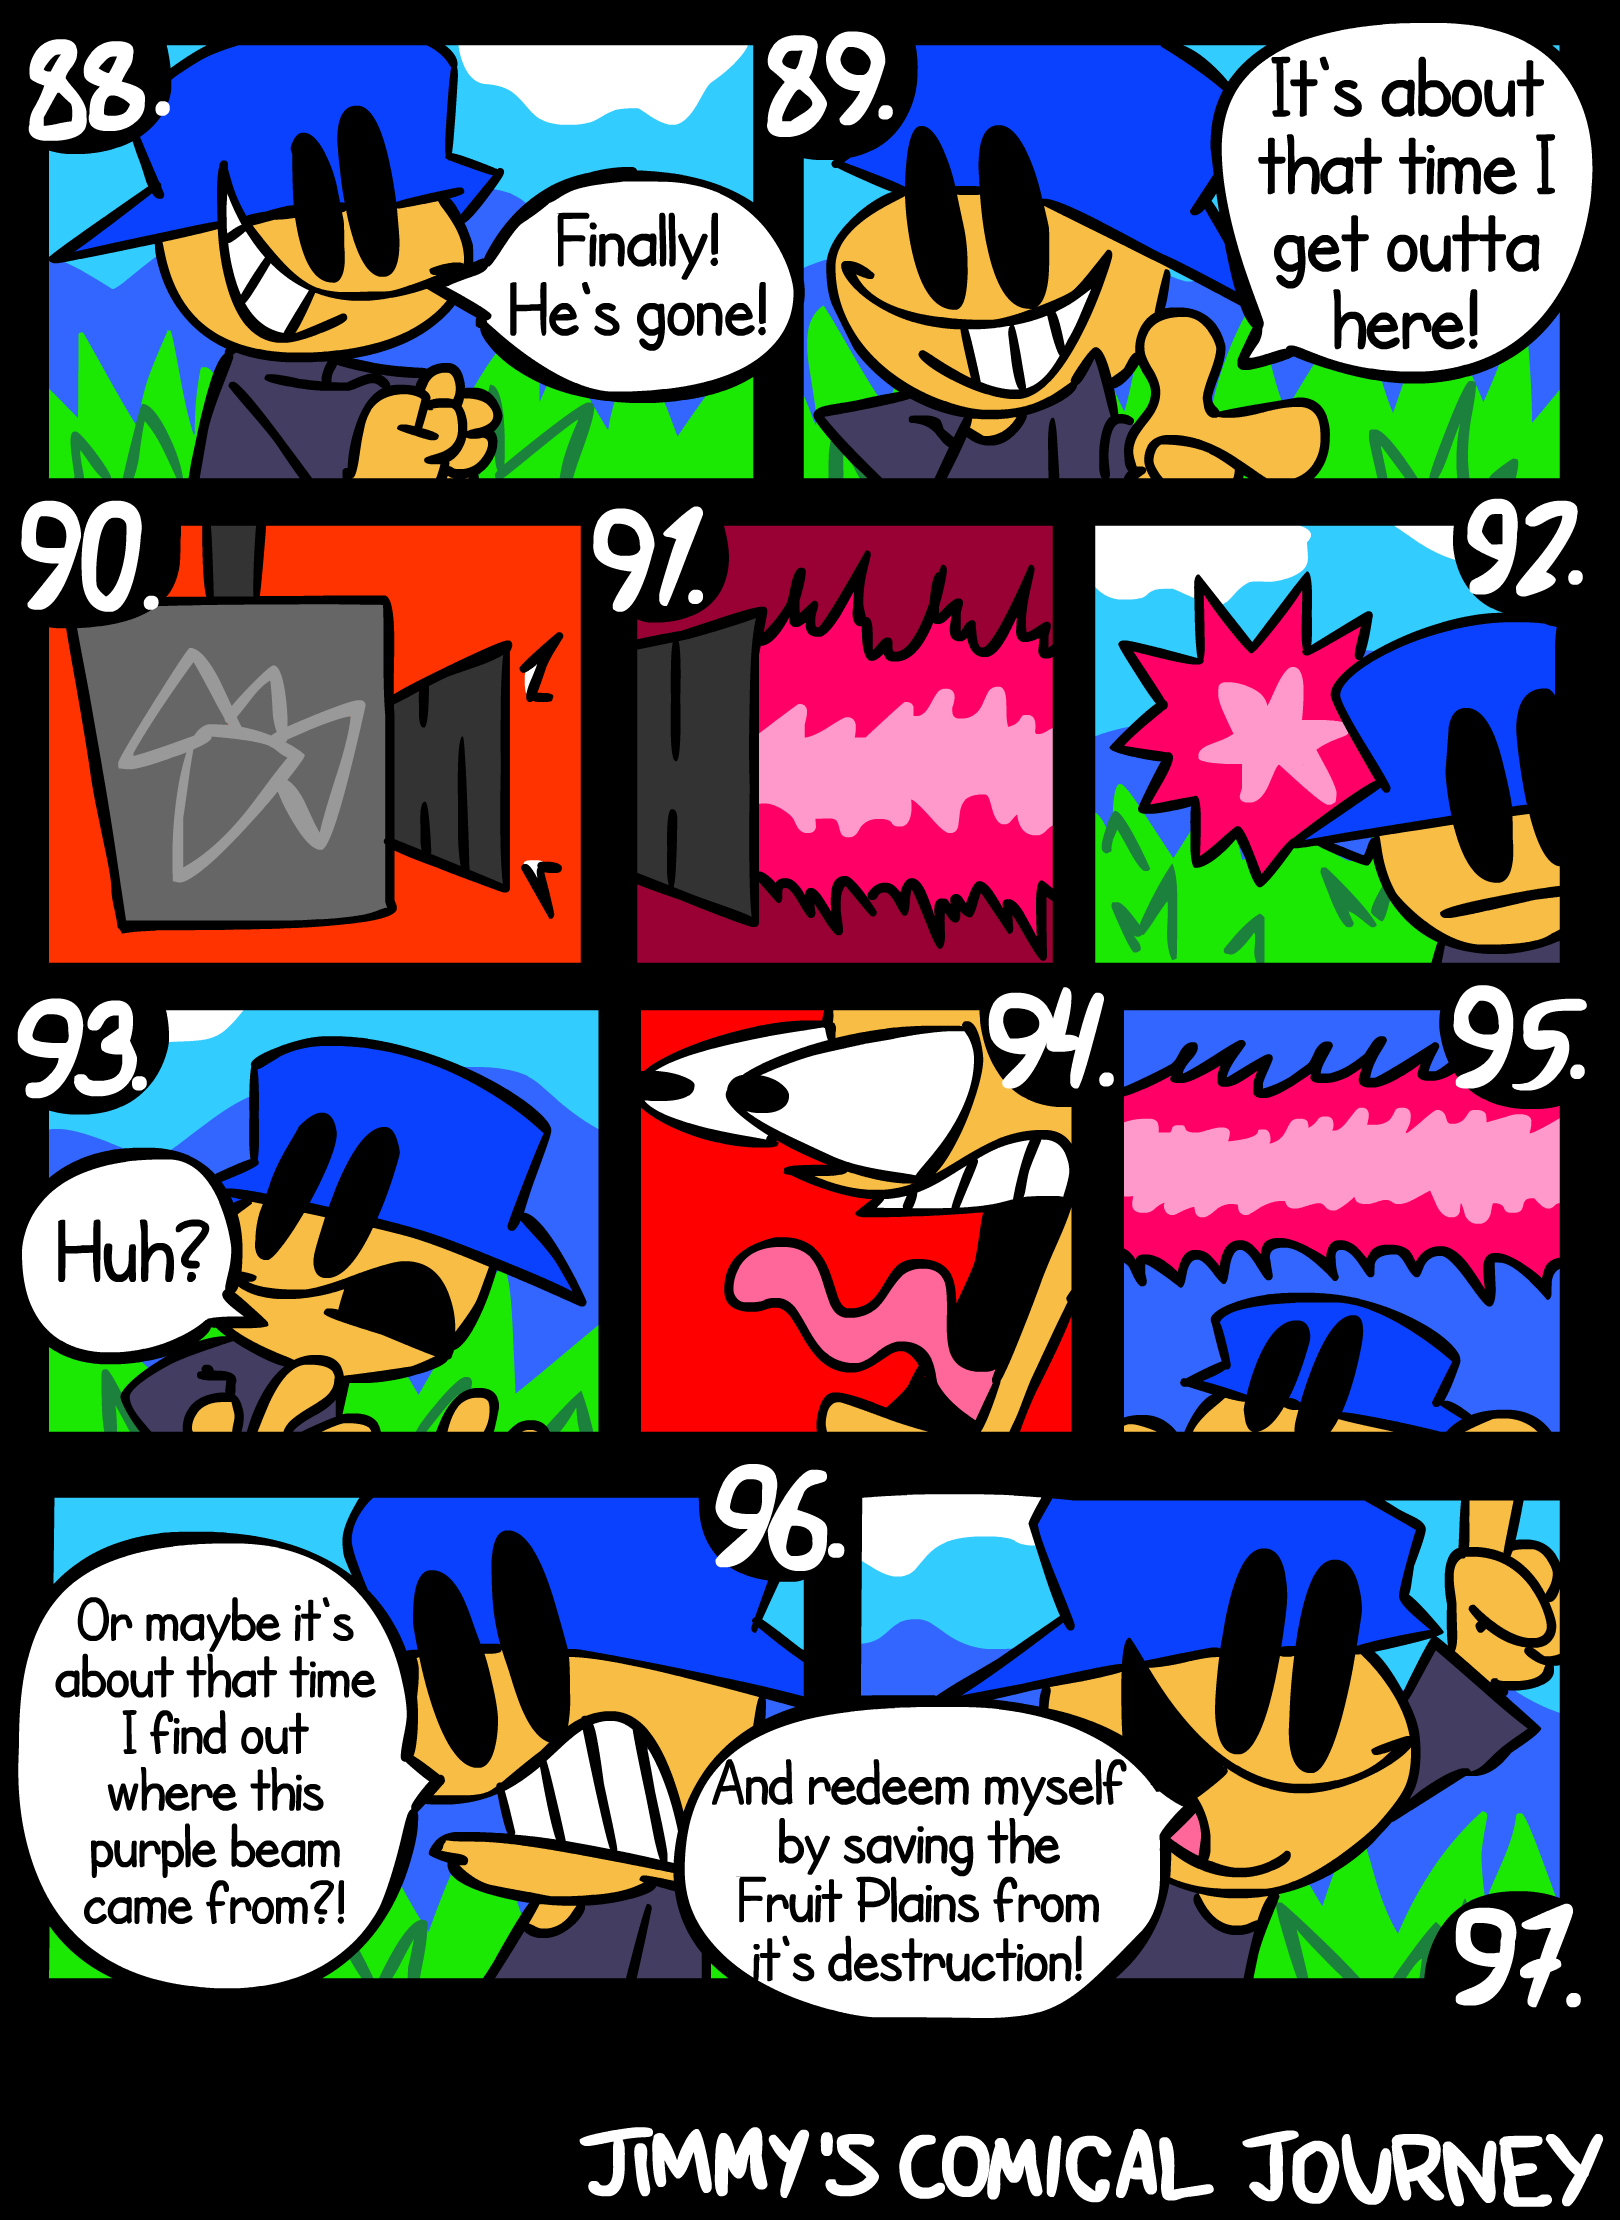 88.
Finally!
He's gone!
89.
It's about
that time I
get outta
here!
90.
91.
92.
93.
Huh?
94.
95.
96.
Or maybe it's
about that time
I find out
where this
purple beam
came from?!
And redeem myself
by saving the
Fruit Plains from
it's destruction!
97.
JIMMY'S COMICAL JOURNEY